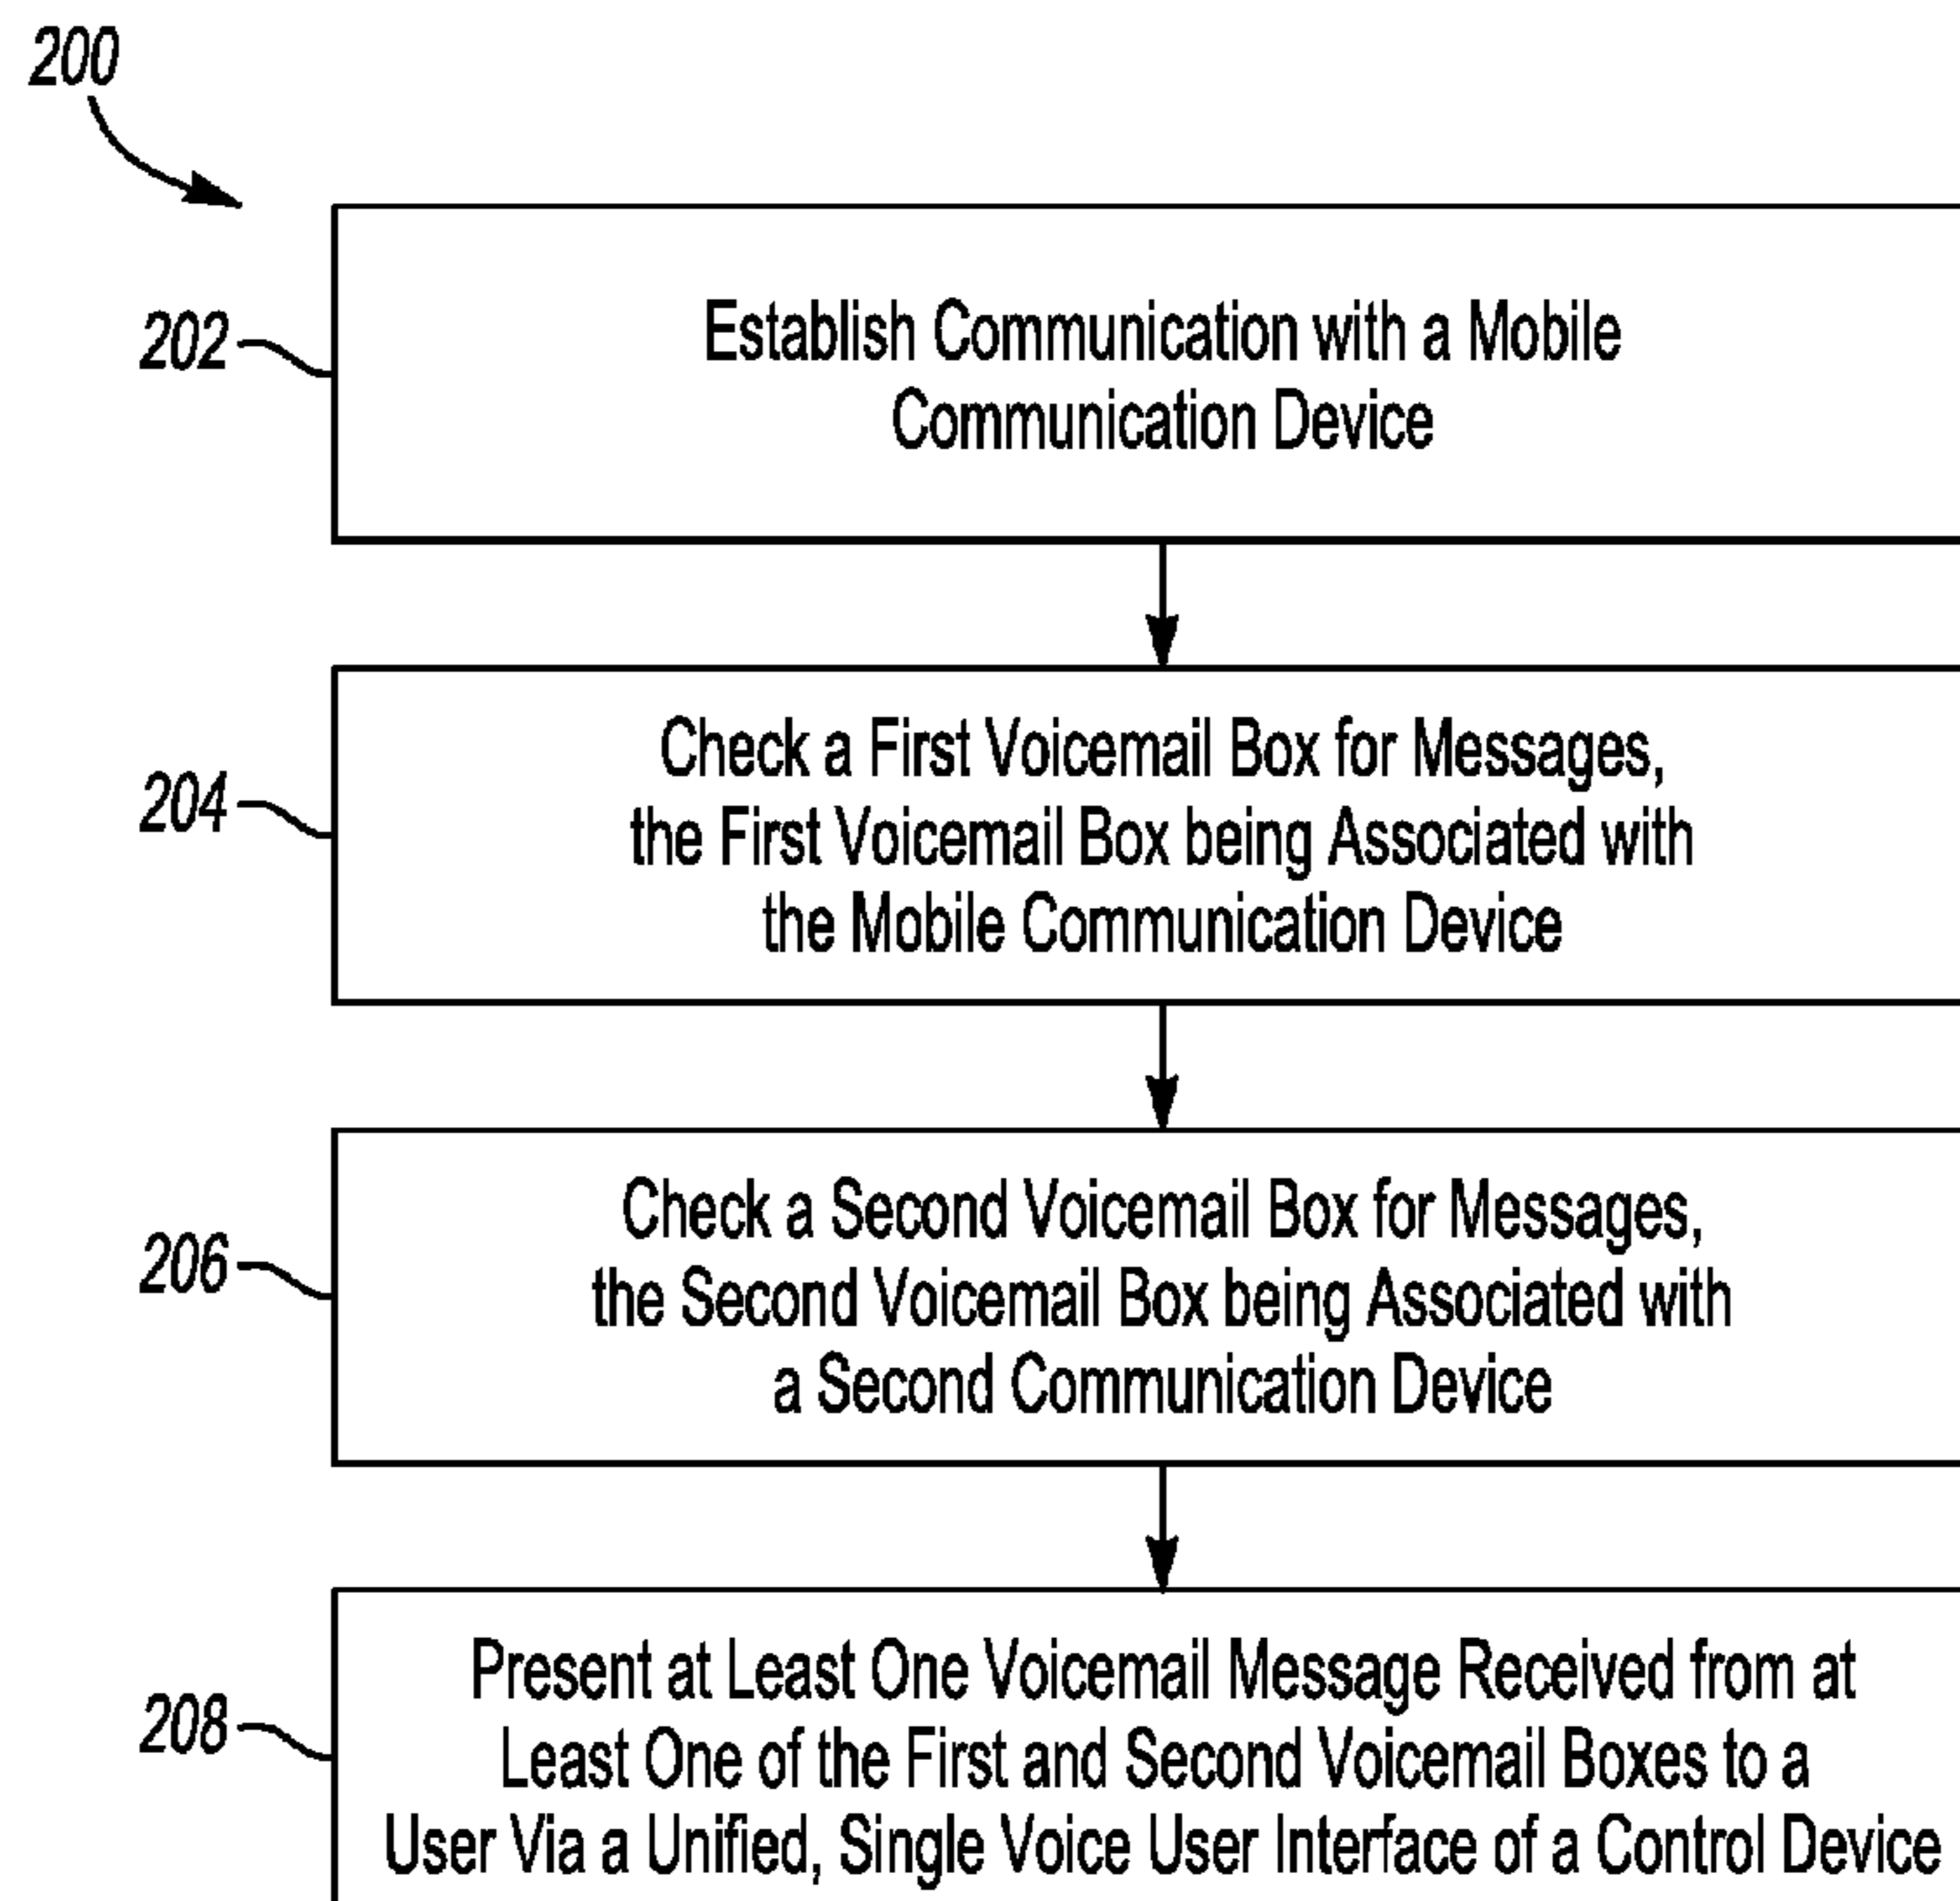 200
202
Establish Communication with a Mobile
Communication Device
204
Check a First Voicemail Box for Messages,
the First Voicemail Box being Associated with
the Mobile Communication Device
206
Check a Second Voicemail Box for Messages,
the Second Voicemail Box being Associated with
a Second Communication Device
208
Present at Least One Voicemail Message Received from at
Least One of the First and Second Voicemail Boxes to a
User Via a Unified, Single Voice User Interface of a Control Device